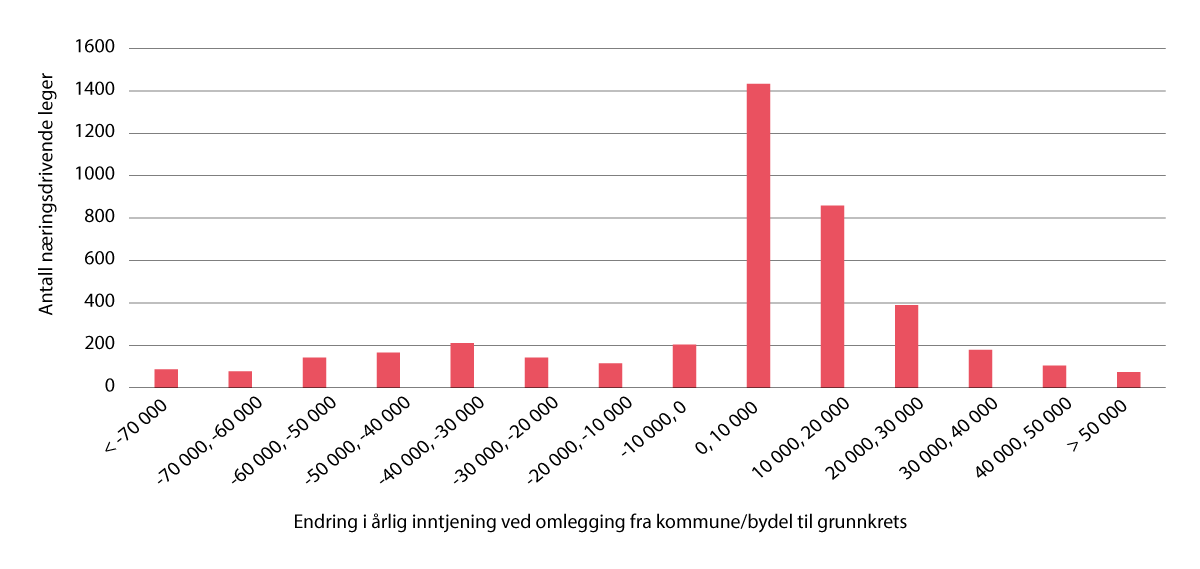 Antall næringsdrivende leger
1600
1400
1200
1000
800
600
400
200
0
< -70 000
-70 000, -60 000
-60 000, -50 000
-50 000, -40 000
-40 000, -30 000
-30 000, -20 000
-20 000, -10 000
-10 000, 0
0, 10 000
10 000, 20 000
20 000, 30 000
30 000, 40 000
40 000, 50 000
> 50 000
Endring i årlig inntjening ved omlegging fra kommune/bydel til grunnkrets